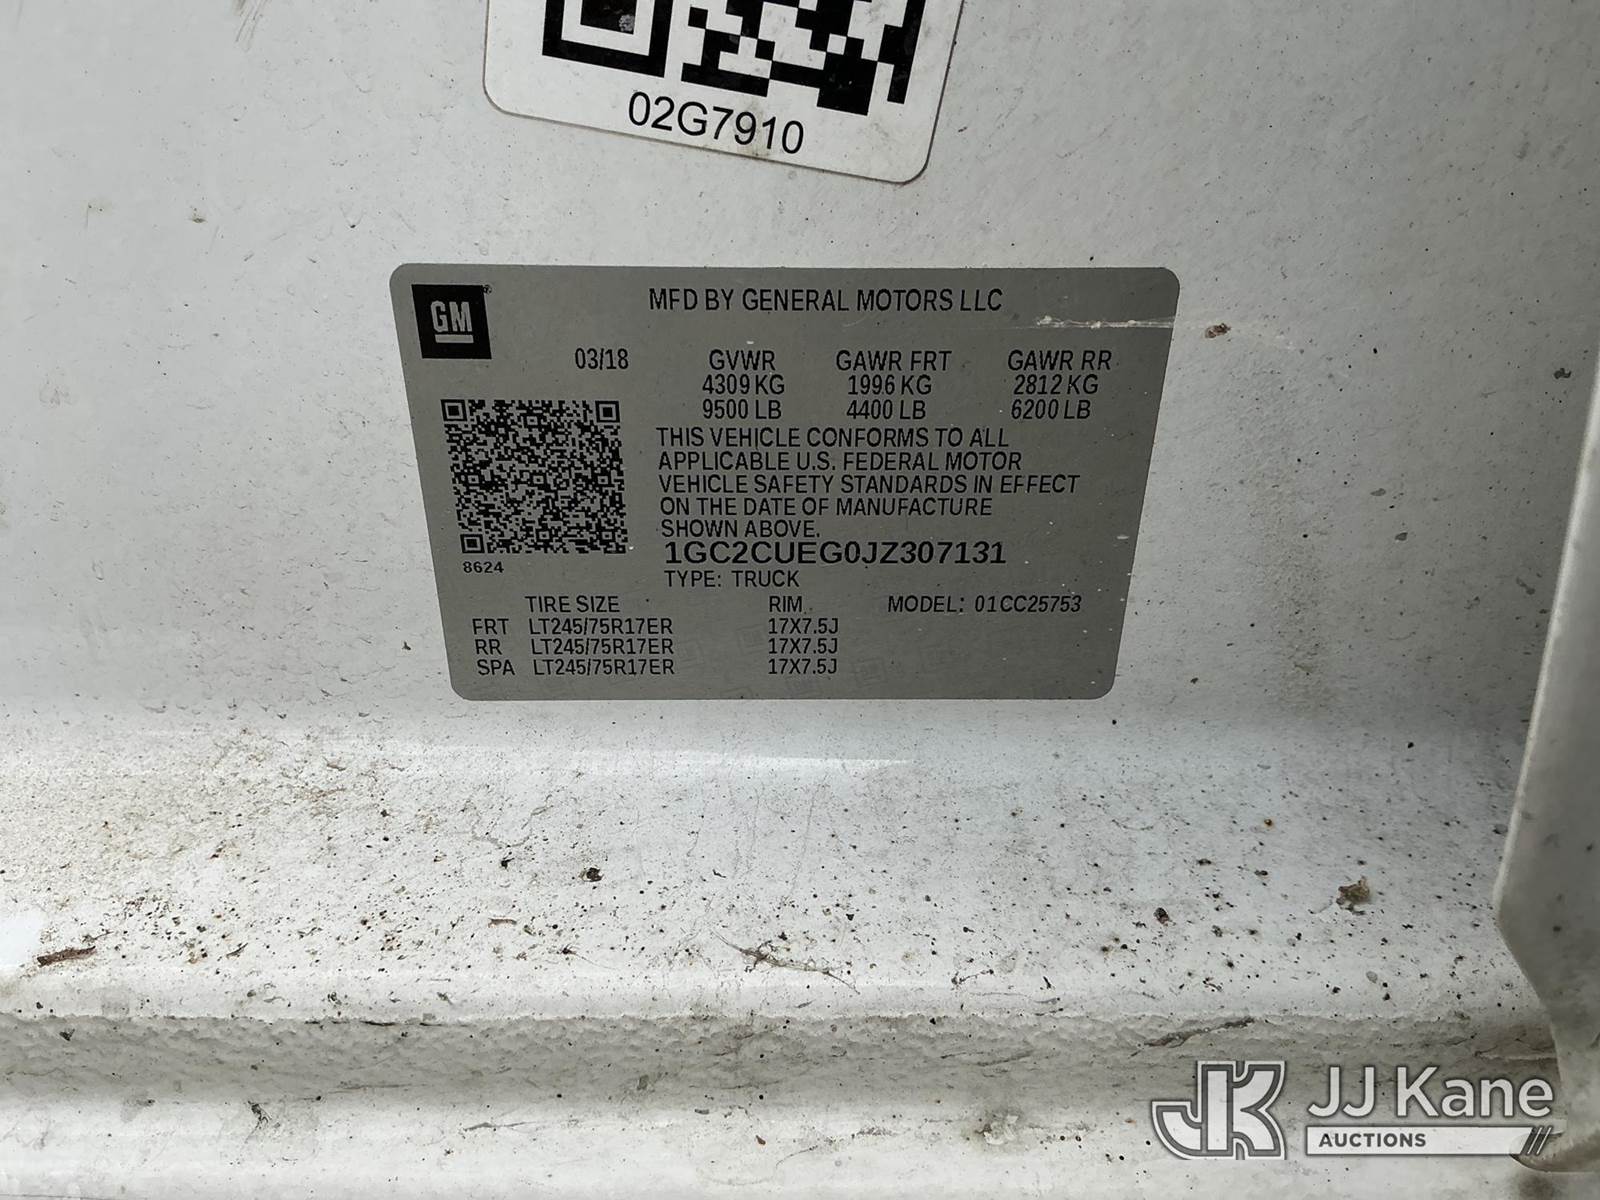 02G7910
GM
MFD BY GENERAL MOTORS LLC
03/18 GVWR GAWR FRT GAWR RR
4309 KG 1996 KG 2812 KG
9500 LB 4400 LB 6200 LB
THIS VEHICLE CONFORMS TO ALL
APPLICABLE U.S. FEDERAL MOTOR
VEHICLE SAFETY STANDARDS IN EFFECT
ON THE DATE OF MANUFACTURE
SHOWN ABOVE.
1GC2CUEG0JZ307131
8624
TYPE: TRUCK
TIRE SIZE RIM MODEL: 01CC25753
FRT LT245/75R17ER 17X7.5J
RR LT245/75R17ER 17X7.5J
SPA LT245/75R17ER 17X7.5J
JK JJ Kane
AUCTIONS